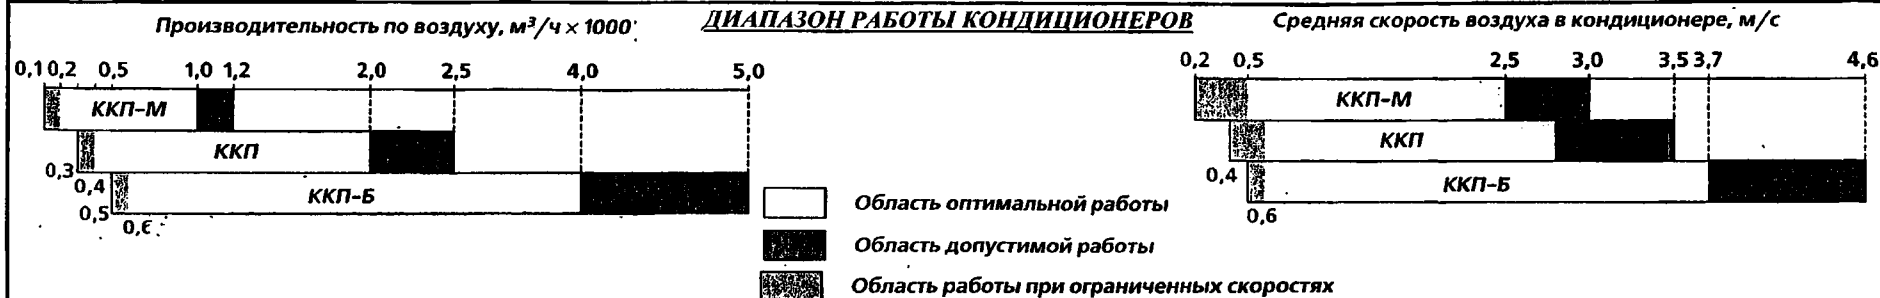 ДИАПАЗОН РАБОТЫ КОНДИЦИОНЕРОВ
Производительность по воздуху, м³/ч × 1000
0,1 0,2 0,5 1,0 1,2 2,0 2,5 4,0 5,0
ККП-М
ККП
0,3
0,4
ККП-Б
0,5
Средняя скорость воздуха в кондиционере, м/с
0,2 0,5 2,5 3,0 3,5 3,7 4,6
ККП-М
ККП
0,4
ККП-Б
0,6
Область оптимальной работы
Область допустимой работы
Область работы при ограниченных скоростях